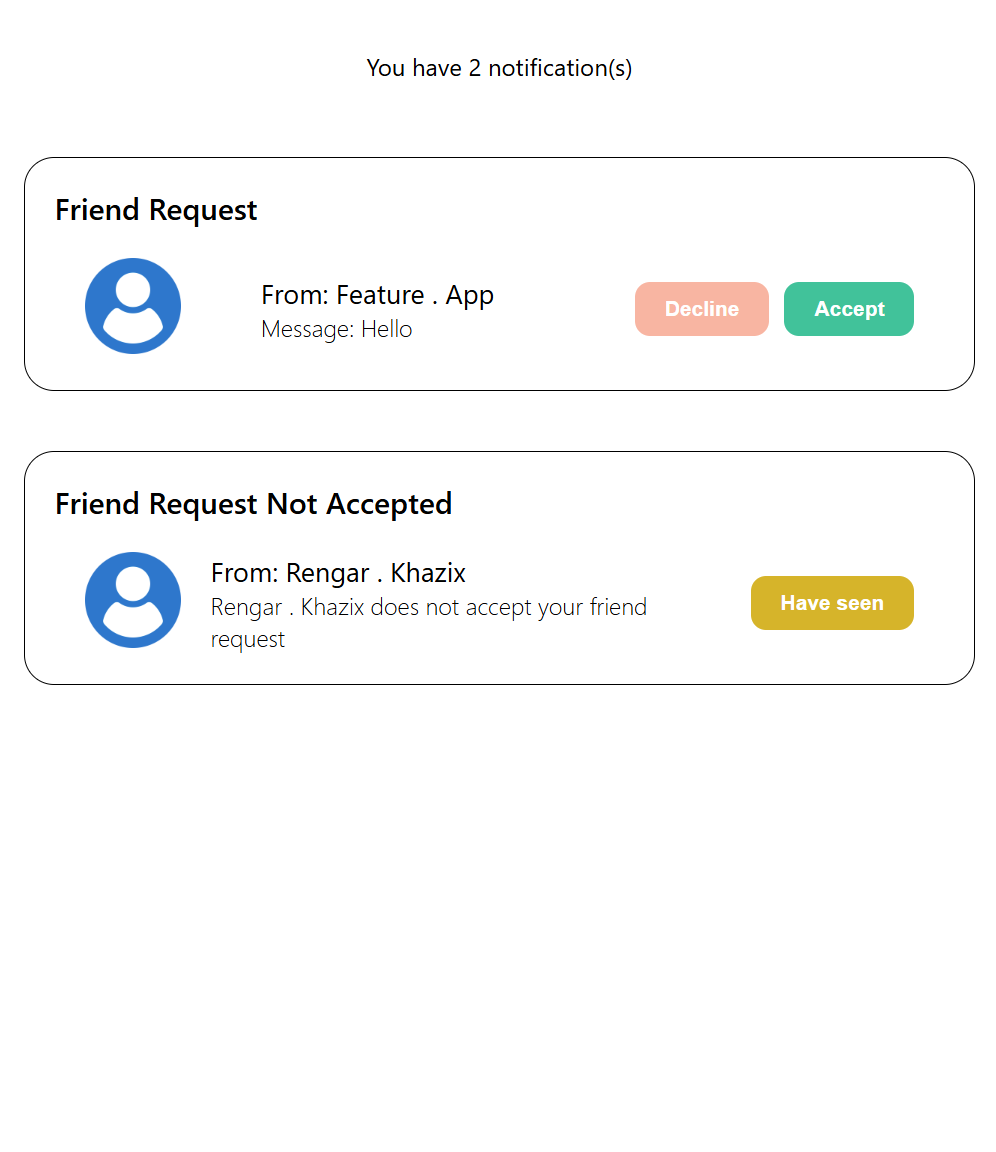 You have 2 notification(s)
Friend Request
From: Feature . App
Message: Hello
Decline
Accept
Friend Request Not Accepted
From: Rengar . Khazix
Rengar . Khazix does not accept your friend
request
Have seen